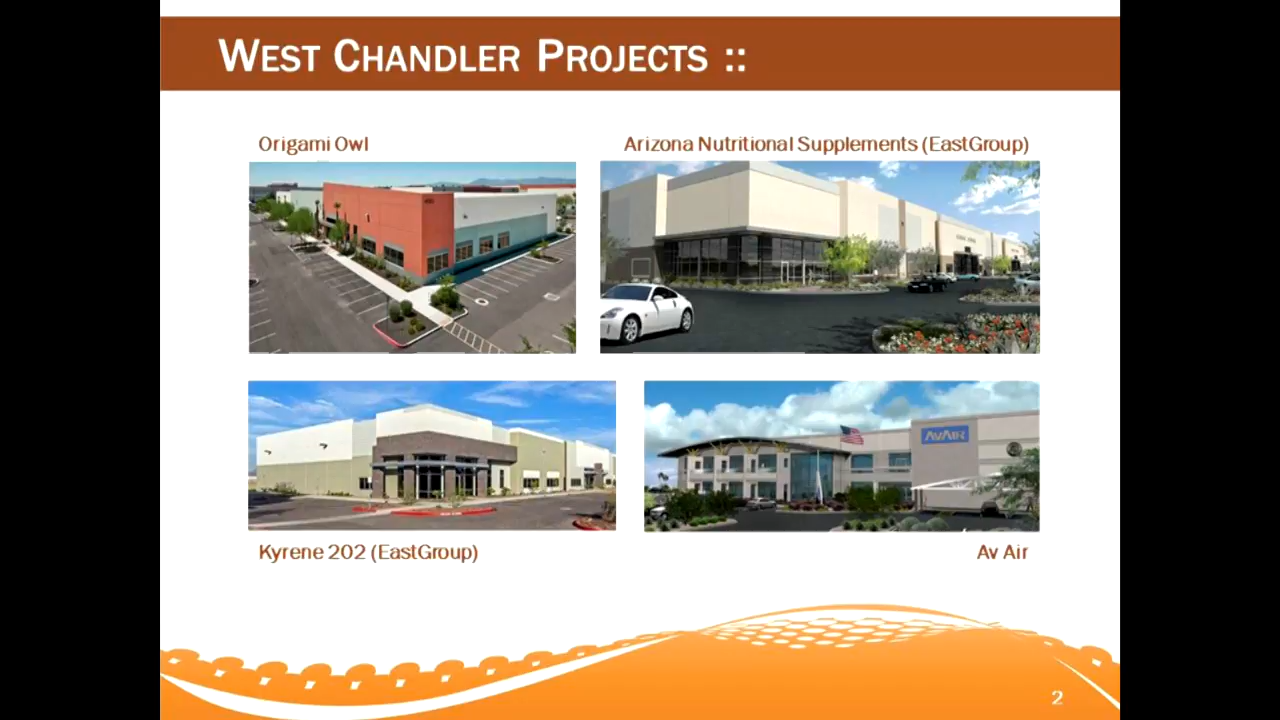 WEST CHANDLER PROJECTS ::
Origami Owl
Arizona Nutritional Supplements (EastGroup)
AVAIR
Kyrene 202 (EastGroup)
Av Air
2